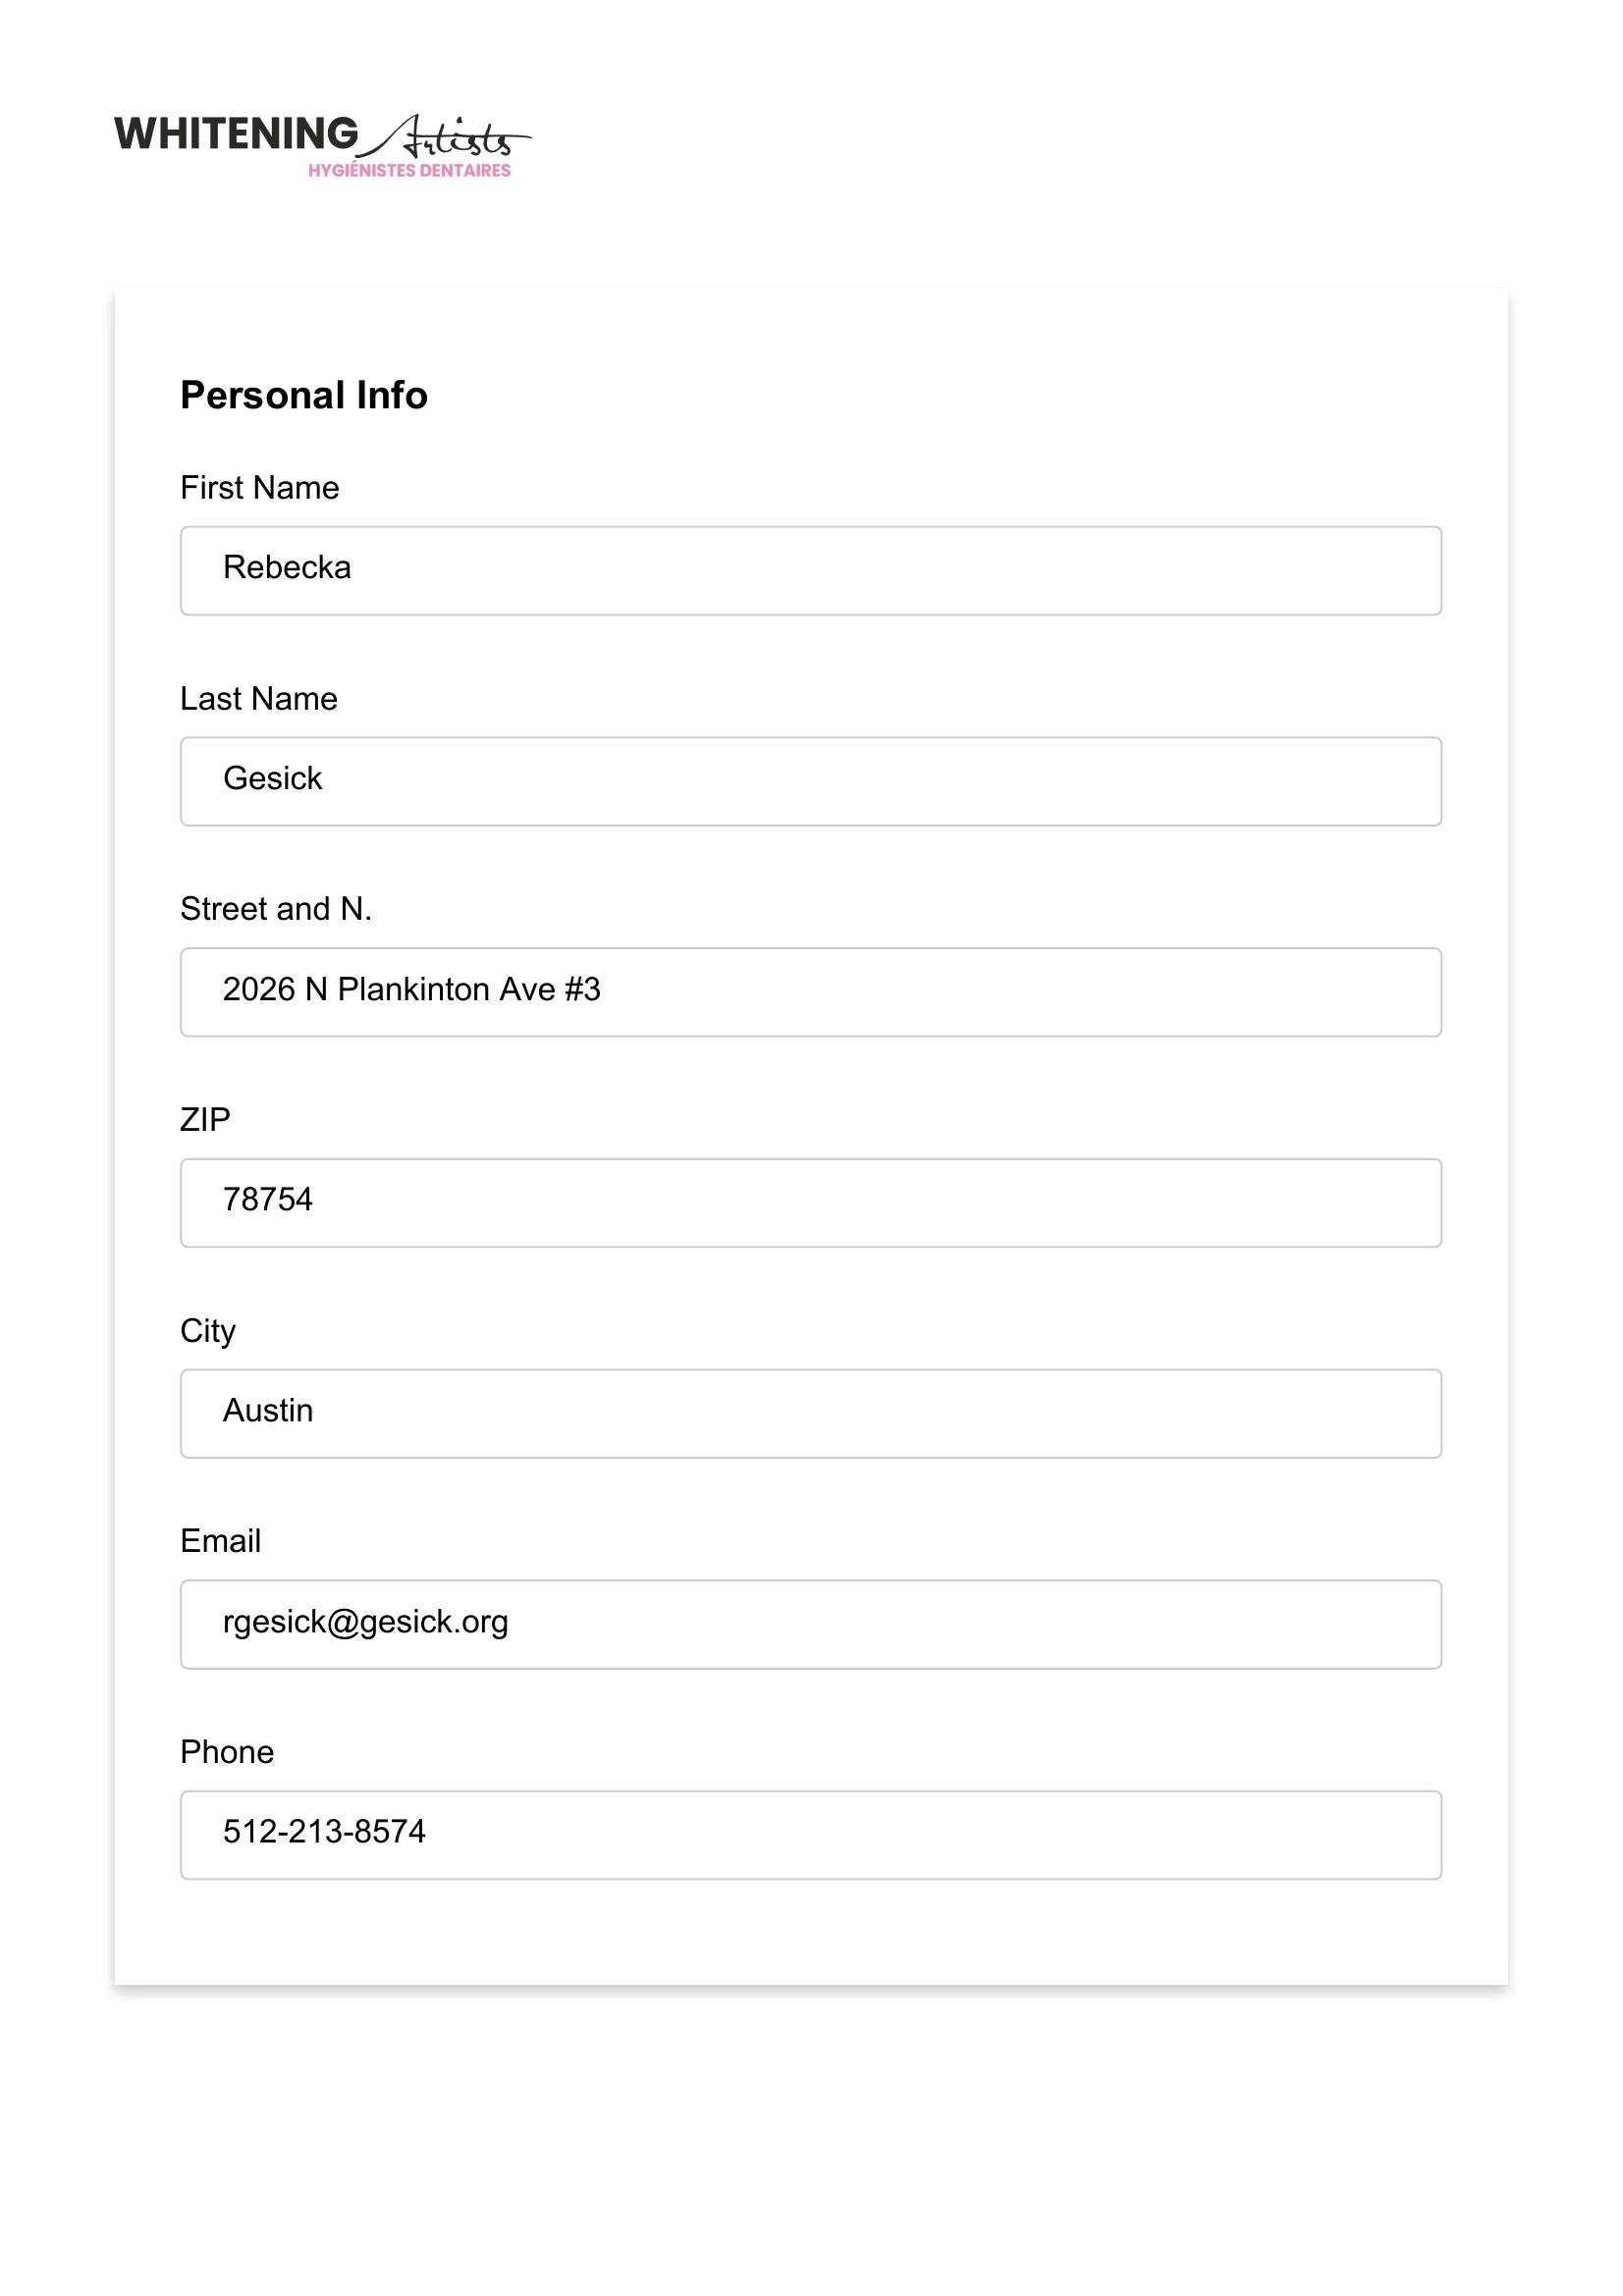 WHITENING Artists
HYGIÉNISTES DENTAIRES
Personal Info
First Name
Rebecka
Last Name
Gesick
Street and N.
2026 N Plankinton Ave #3
ZIP
78754
City
Austin
Email
rgesick@gesick.org
Phone
512-213-8574